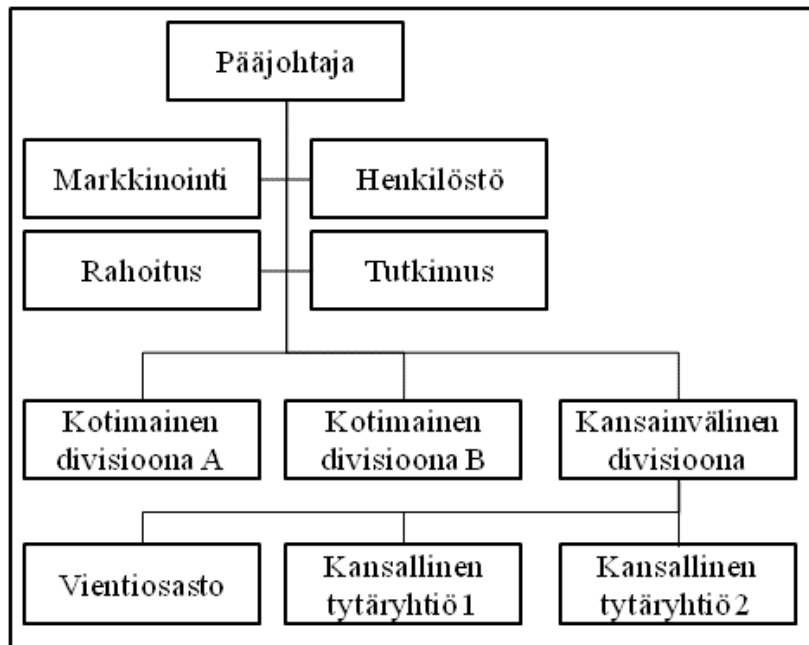 Pääjohtaja
Markkinointi
Henkilöstö
Rahoitus
Tutkimus
Kotimainen
divisioona A
Kotimainen
divisioona B
Kansainvälinen
divisioona
Vientiosasto
Kansallinen
tytäryhtiö 1
Kansallinen
tytäryhtiö 2